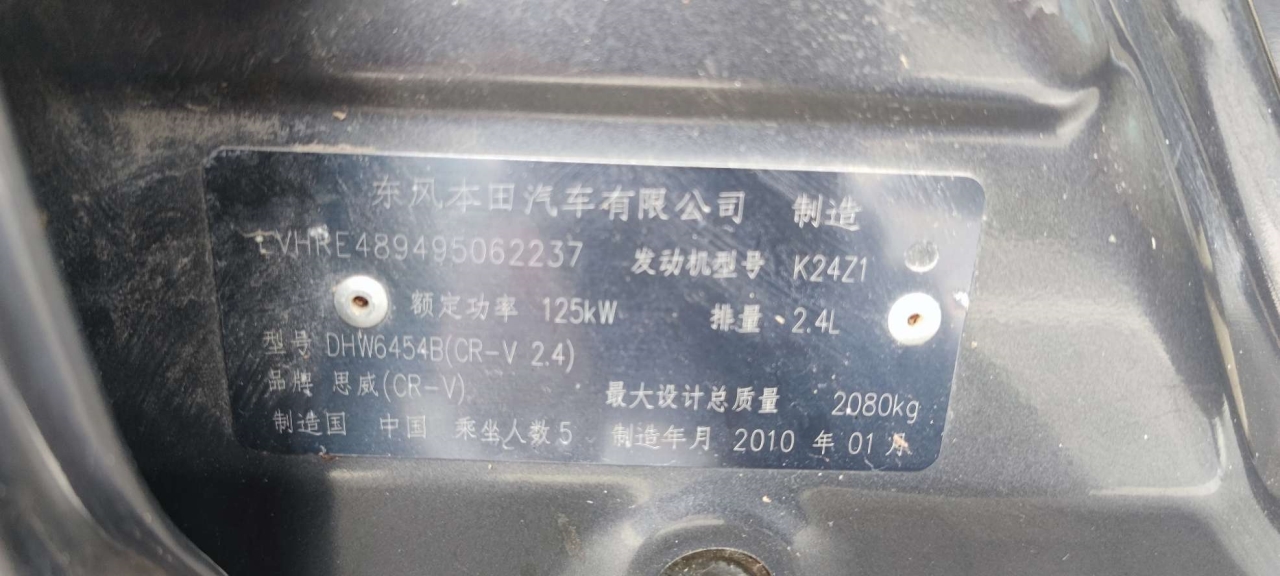 东风本田汽车有限公司 制造
LVHRE489495062237 发动机型号 K24Z1
额定功率 125kW 排量 2.4L
型号 DHW6454B(CR-V 2.4)
品牌 思威(CR-V) 最大设计总质量 2080kg
制造国 中国 乘坐人数 5 制造年月 2010 年 01 月